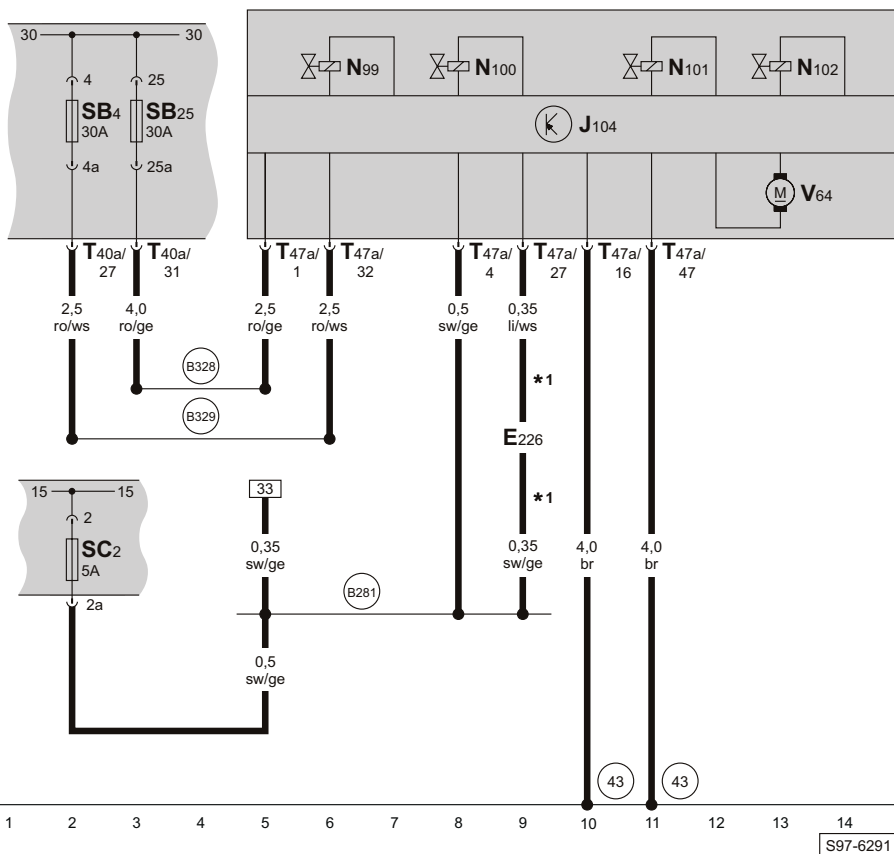 30 30
4 25
SB4 SB25
30A 30A
4a 25a
N99 N100 N101 N102
J104
M V64
T40a/27 T40a/31 T47a/1 T47a/32 T47a/4 T47a/27 T47a/16 T47a/47
2,5 4,0 2,5 2,5 0,5 0,35
ro/ws ro/ge ro/ge ro/ws sw/ge li/ws
B328
*1
B329
E226
15 15 33
2
*1
SC2
5A
0,35 0,35 4,0 4,0
sw/ge sw/ge br br
B281
2a
0,5
sw/ge
43 43
1 2 3 4 5 6 7 8 9 10 11 12 13 14
S97-6291